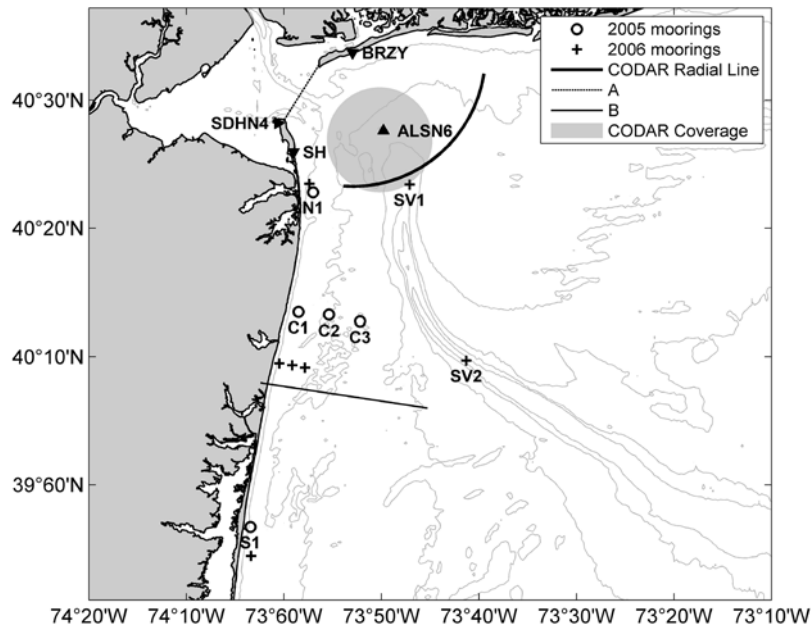 2005 moorings
2006 moorings
CODAR Radial Line
A
B
CODAR Coverage
BRZY
40°30'N
SDHN4
ALSN6
SH
N1
SV1
40°20'N
C1
C2
C3
40°10'N
SV2
39°60'N
S1
74°20'W
74°10'W
73°60'W
73°50'W
73°40'W
73°30'W
73°20'W
73°10'W